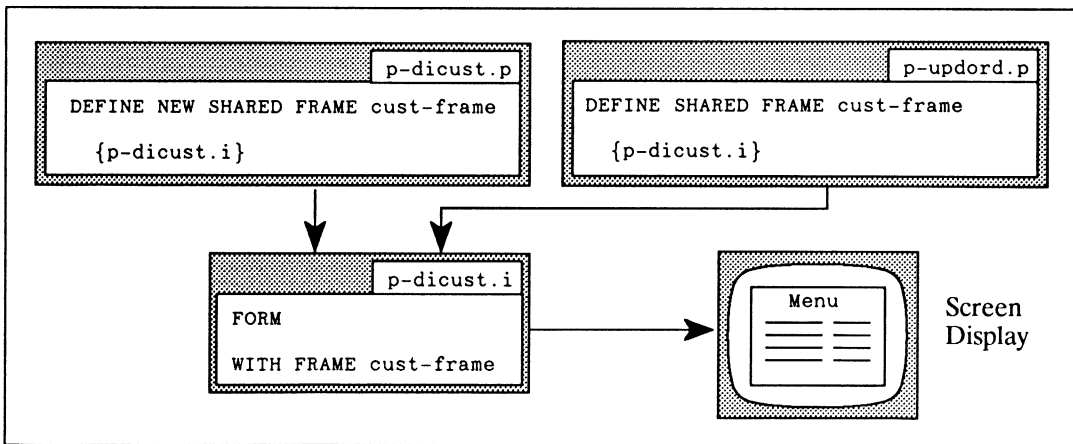 p-dicust.p
DEFINE NEW SHARED FRAME cust-frame
{p-dicust.i}
p-updord.p
DEFINE SHARED FRAME cust-frame
{p-dicust.i}
p-dicust.i
FORM
WITH FRAME cust-frame
Menu
Screen
Display